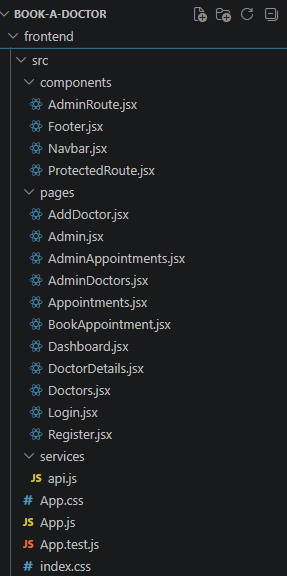 BOOK-A-DOCTOR
frontend
src
components
AdminRoute.jsx
Footer.jsx
Navbar.jsx
ProtectedRoute.jsx
pages
AddDoctor.jsx
Admin.jsx
AdminAppointments.jsx
AdminDoctors.jsx
Appointments.jsx
BookAppointment.jsx
Dashboard.jsx
DoctorDetails.jsx
Doctors.jsx
Login.jsx
Register.jsx
services
JS api.js
# App.css
JS App.js
JS App.test.js
# index.css